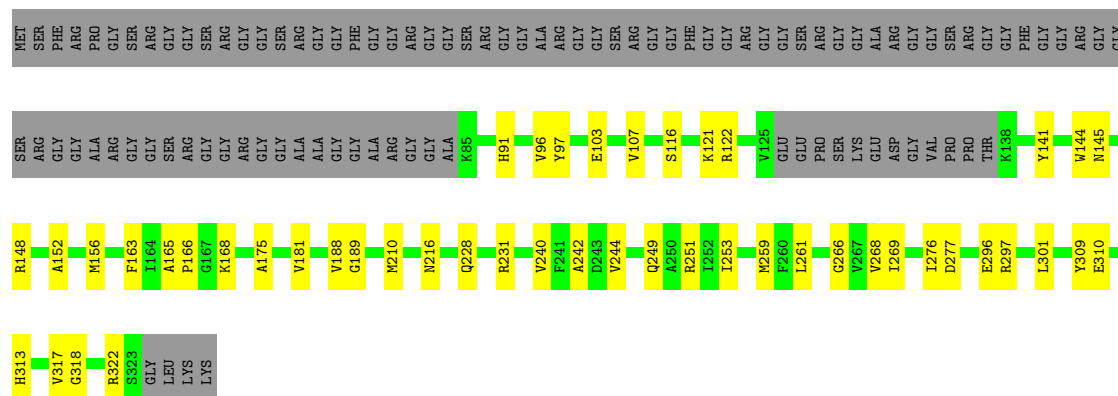 MET SER PHE ARG PRO GLY SER ARG GLY GLY SER ARG GLY GLY SER ARG GLY GLY PHE GLY GLY ARG GLY GLY SER ARG GLY GLY ALA ARG GLY GLY SER ARG GLY GLY PHE GLY GLY ARG GLY GLY SER ARG GLY GLY ALA ARG GLY GLY SER ARG GLY GLY PHE GLY GLY ARG GLY GLY
SER ARG GLY GLY ALA ARG GLY GLY SER ARG GLY GLY ARG GLY GLY ALA ALA GLY GLY ALA ARG GLY GLY ALA K85 H91 V96 Y97 E103 V107 S116 K121 R122 V125 GLU GLU PRO SER LYS GLU ASP GLY VAL PRO PRO THR K138 Y141 W144 N145
R148 A152 M156 F163 I164 A165 P166 G167 K168 A175 V181 V188 G189 M210 N216 Q228 R231 V240 F241 A242 D243 V244 Q249 A250 R251 I252 I253 M259 F260 L261 G266 V267 V268 I269 I276 D277 E296 R297 L301 Y309 E310
H313 V317 G318 R322 S323 GLY LEU LYS LYS